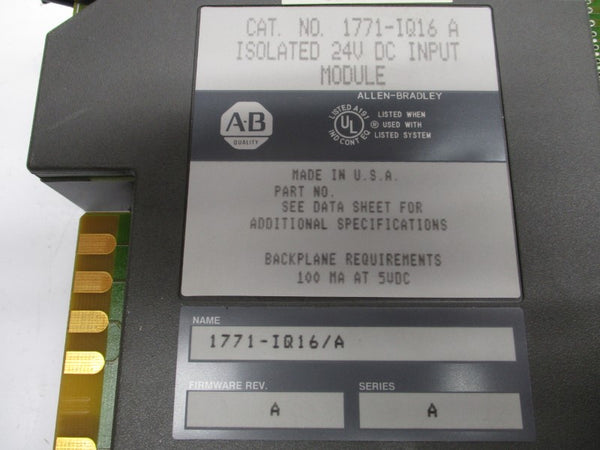 CAT. NO. 1771-IQ16 A
ISOLATED 24V DC INPUT
MODULE
ALLEN-BRADLEY
A-B
QUALITY
LISTED A196
UL
IND CONT EQ
®
LISTED WHEN
USED WITH
LISTED SYSTEM
MADE IN U.S.A.
PART NO.
SEE DATA SHEET FOR
ADDITIONAL SPECIFICATIONS
BACKPLANE REQUIREMENTS
100 MA AT 5VDC
NAME
1771-IQ16/A
FIRMWARE REV.
SERIES
A
A